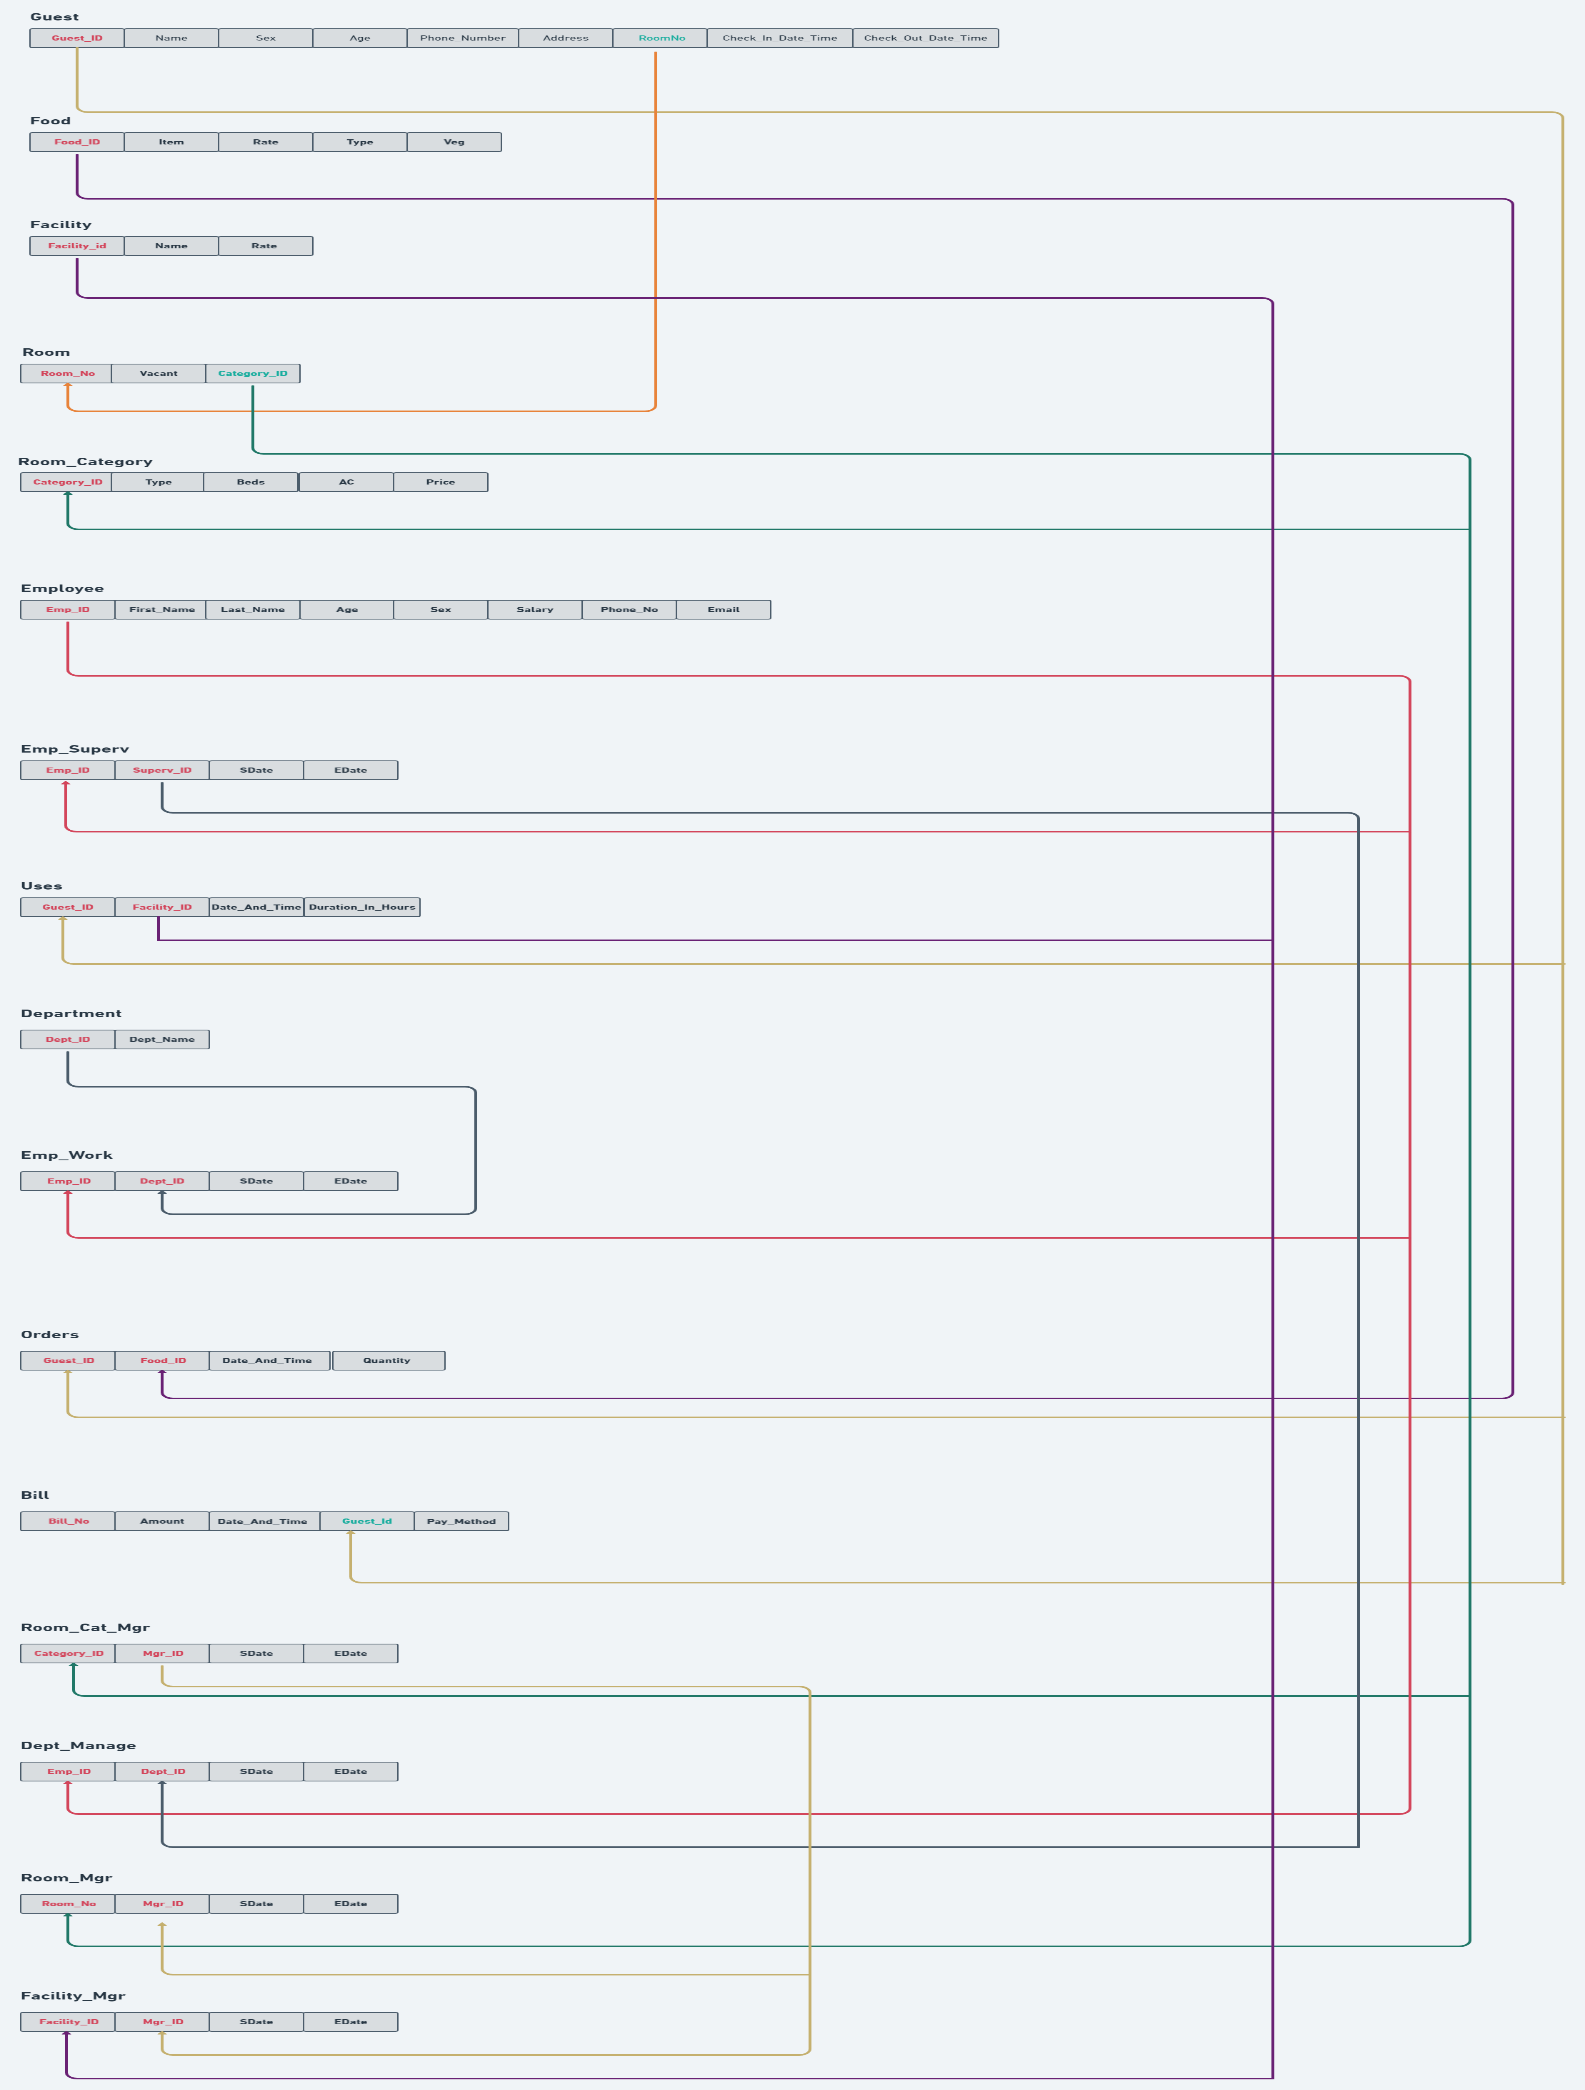 Guest
Guest_ID Name Sex Age Phone Number Address RoomNo Check In Date Time Check Out Date Time
Food
Food_ID Item Rate Type Veg
Facility
Facility_id Name Rate
Room
Room_No Vacant Category_ID
Room_Category
Category_ID Type Beds AC Price
Employee
Emp_ID First_Name Last_Name Age Sex Salary Phone_No Email
Emp_Superv
Emp_ID Superv_ID SDate EDate
Uses
Guest_ID Facility_ID Date_And_Time Duration_In_Hours
Department
Dept_ID Dept_Name
Emp_Work
Emp_ID Dept_ID SDate EDate
Orders
Guest_ID Food_ID Date_And_Time Quantity
Bill
Bill_No Amount Date_And_Time Guest_Id Pay_Method
Room_Cat_Mgr
Category_ID Mgr_ID SDate EDate
Dept_Manage
Emp_ID Dept_ID SDate EDate
Room_Mgr
Room_No Mgr_ID SDate EDate
Facility_Mgr
Facility_ID Mgr_ID SDate EDate